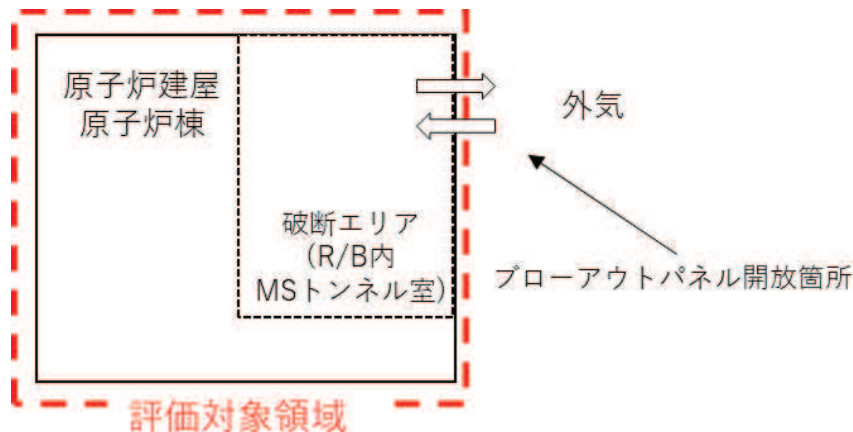 原子炉建屋
原子炉棟
外気
破断エリア
(R/B内
MSトンネル室)
ブローアウトパネル開放箇所
評価対象領域